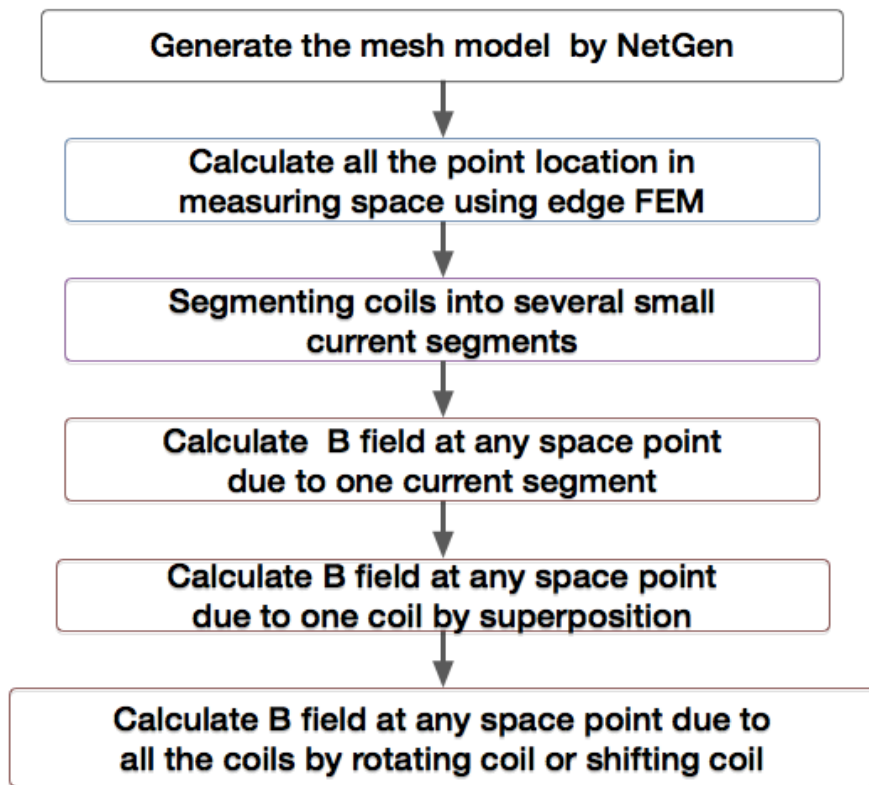 Generate the mesh model by NetGen
Calculate all the point location in
measuring space using edge FEM
Segmenting coils into several small
current segments
Calculate B field at any space point
due to one current segment
Calculate B field at any space point
due to one coil by superposition
Calculate B field at any space point due to
all the coils by rotating coil or shifting coil